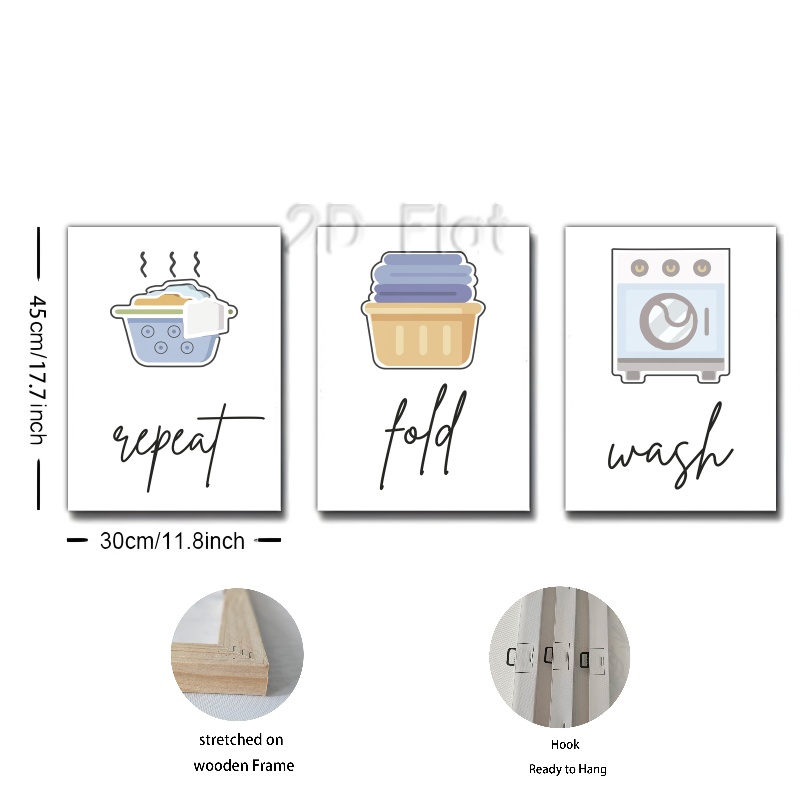 2D Flat
45cm/17.7inch
repeat
fold
wash
30cm/11.8inch
stretched on
wooden Frame
Hook
Ready to Hang